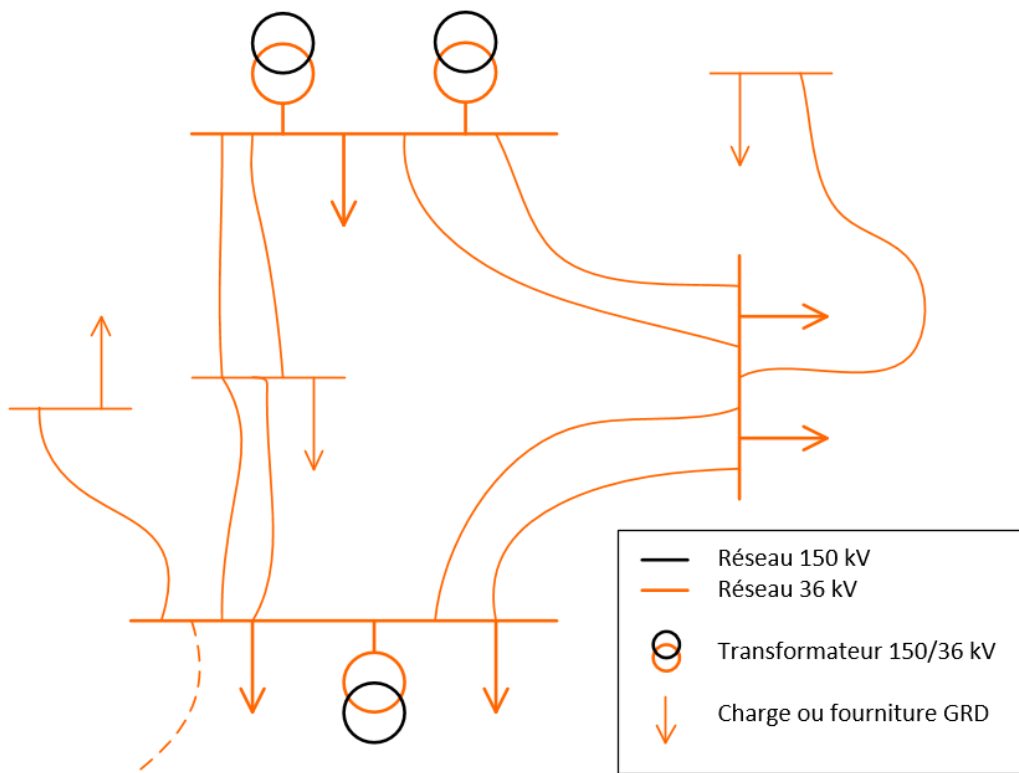 Réseau 150 kV
Réseau 36 kV
Transformateur 150/36 kV
Charge ou fourniture GRD